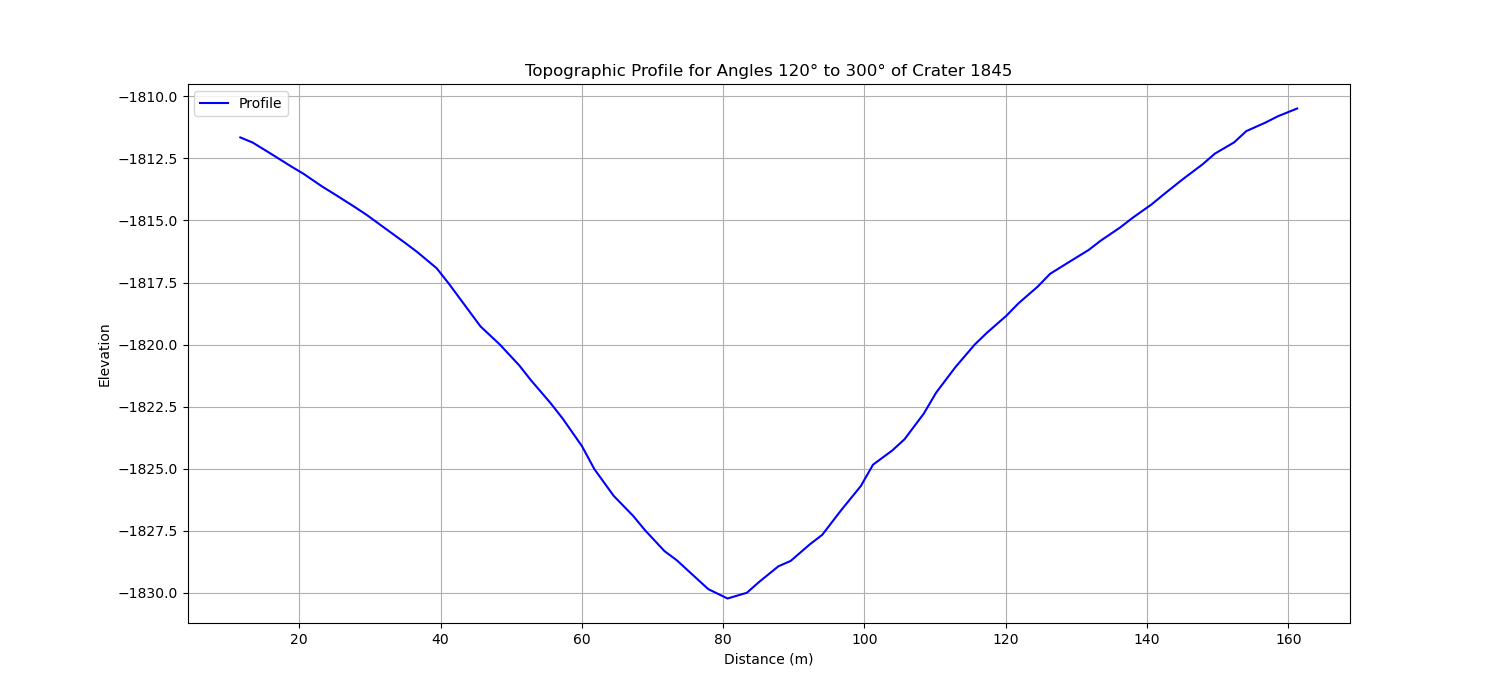 Topographic Profile for Angles 120° to 300° of Crater 1845
Profile
−1810.0
−1812.5
−1815.0
−1817.5
−1820.0
−1822.5
−1825.0
−1827.5
−1830.0
Elevation
20 40 60 80 100 120 140 160
Distance (m)